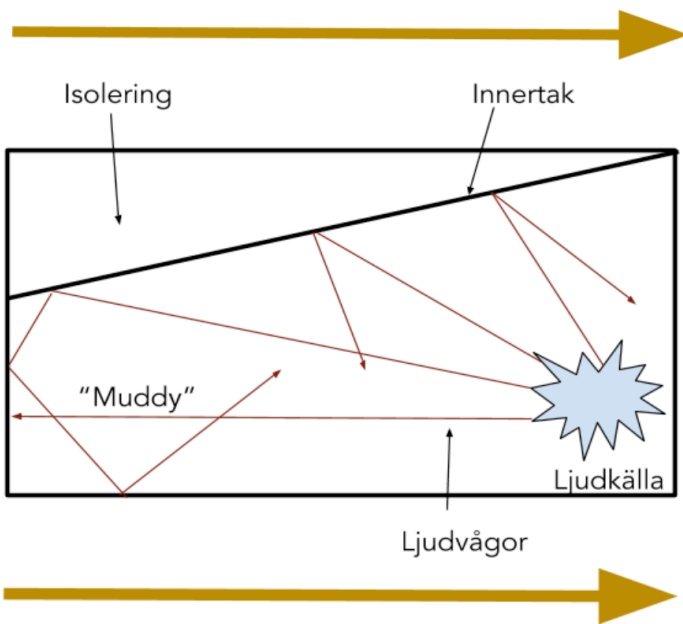 Isolering
Innertak
“Muddy”
Ljudkälla
Ljudvågor